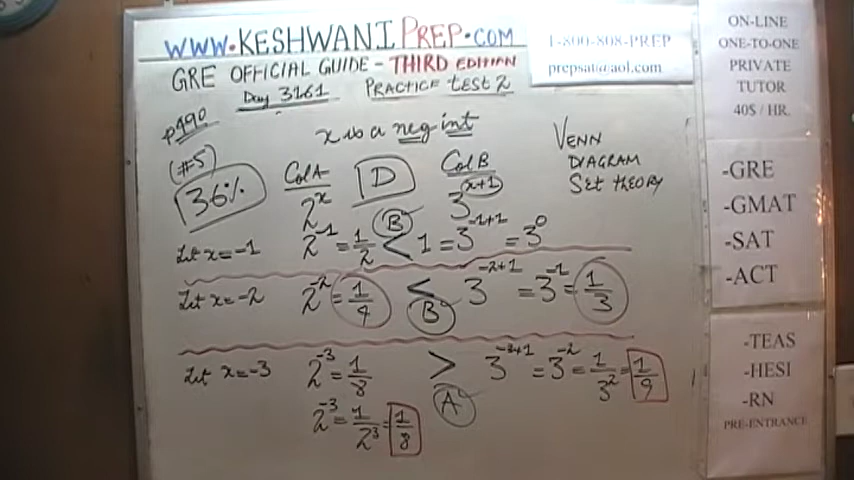 WWW.KESHWANIPREP.COM
GRE OFFICIAL GUIDE - THIRD EDITION
Day 3161 PRACTICE TEST 2
p490
x is a neg int
(#5)
36%
Col A
D
Col B
2^x
B
3^(x+1)
Let x=-1
2^-1 = 1/2 < 1 = 3^-1+1 = 3^0
Let x=-2
2^-2 = 1/4 < 3^-2+1 = 3^-1 = 1/3
B
Let x=-3
2^-3 = 1/8 > 3^-3+1 = 3^-2 = 1/3^2 = 1/9
A
2^-3 = 1/2^3 = 1/8
VENN
DIAGRAM
Set theory
1-800-808-PREP
prepsat@aol.com
ON-LINE
ONE-TO-ONE
PRIVATE
TUTOR
40$ / HR.
-GRE
-GMAT
-SAT
-ACT
-TEAS
-HESI
-RN
PRE-ENTRANCE